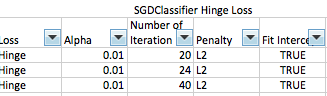 SGDClassifier Hinge Loss
Number of
Loss Alpha Iteration Penalty Fit Interce
Hinge 0.01 20 L2 TRUE
Hinge 0.01 24 L2 TRUE
Hinge 0.01 40 L2 TRUE